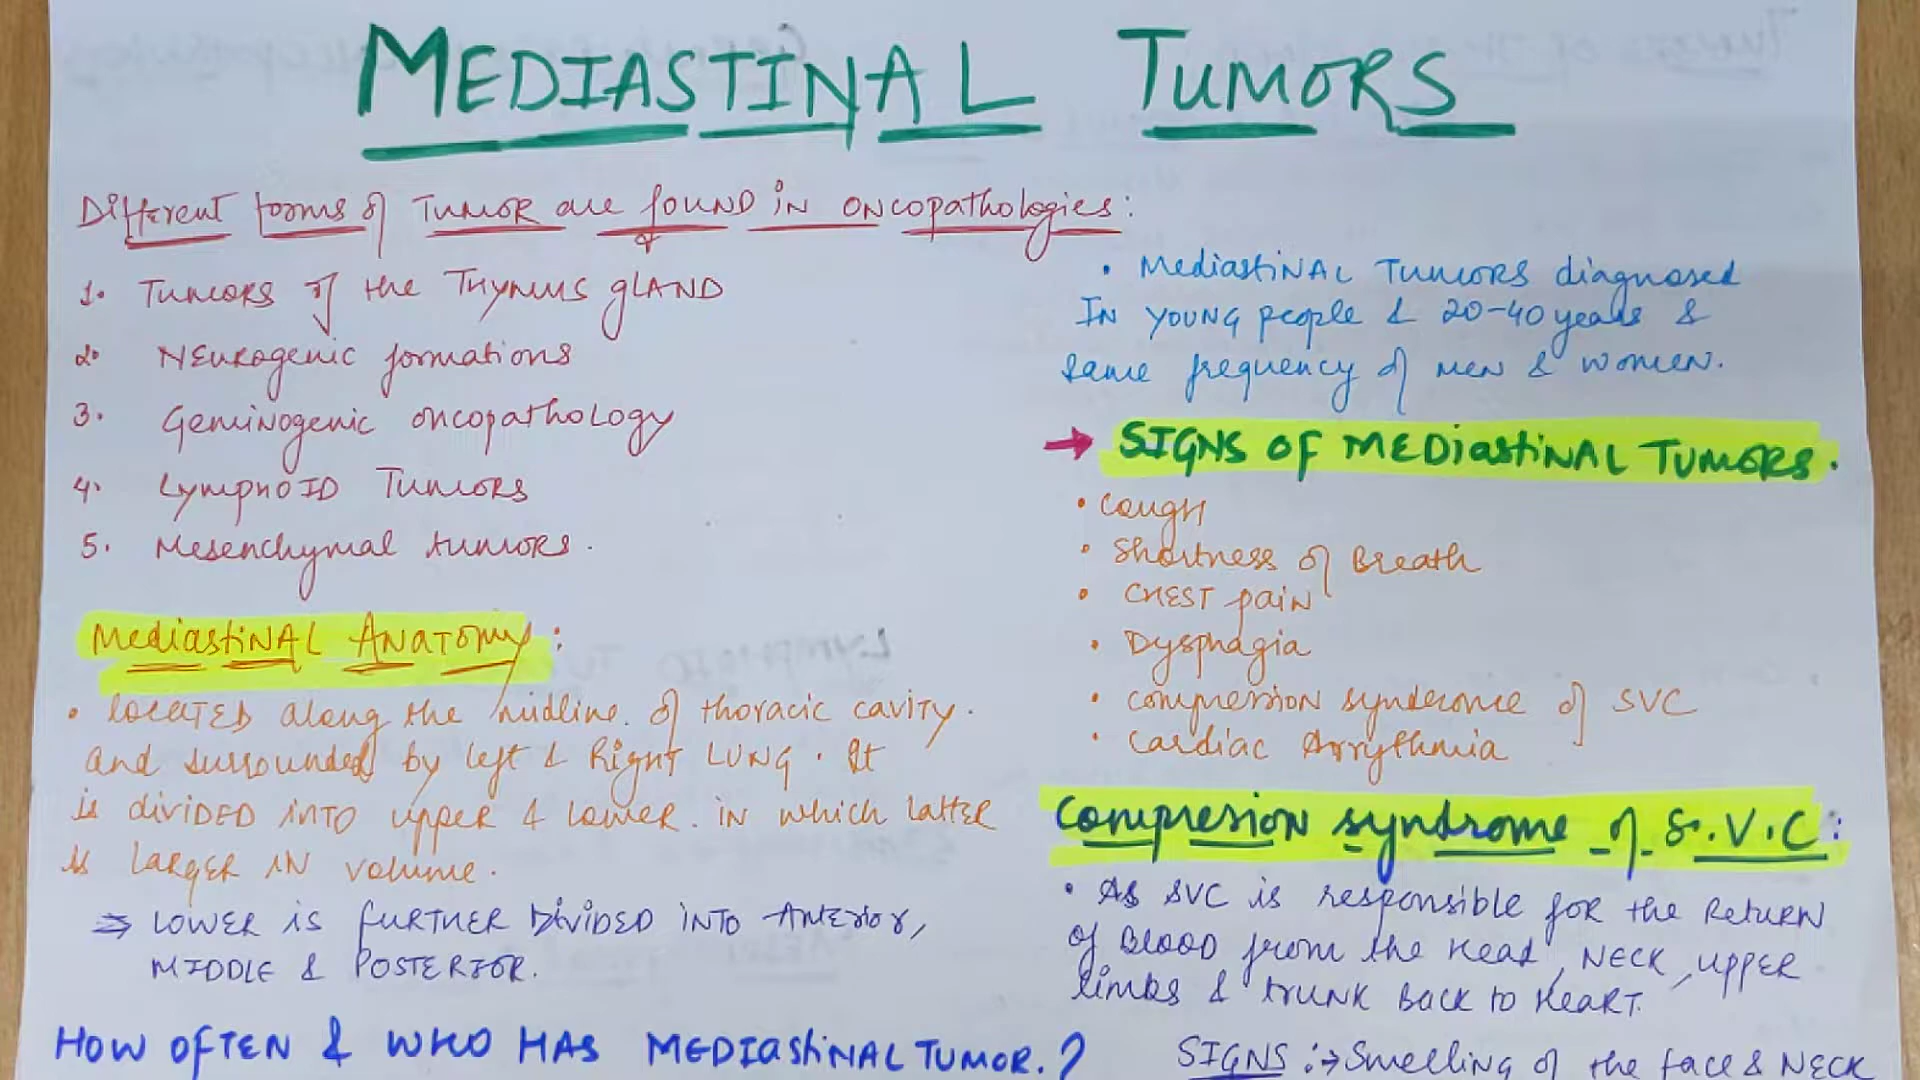 MEDIASTINAL TUMORS
Different forms of Tumor are found in oncopathologies:
1. Tumors of the Thymus gland
2. Neurogenic formations
3. Geminogenic oncopathology
4. Lymphoid Tumors
5. Mesenchymal tumors.
Mediastinal Anatomy:
• Located along the midline of thoracic cavity.
and surrounded by left & Right Lung. It
is divided into upper & lower. in which latter
is larger in volume.
⇒ Lower is further Divided into Anterior,
Middle & Posterior.
How often & who has mediastinal tumor.?
• Mediastinal Tumors diagnosed
In young people & 20-40 years &
same frequency of men & women.
→ SIGNS OF MEDIASTINAL TUMORS.
• Cough
• Shortness of Breath
• Chest pain
• Dysphagia
• compression syndrome of SVC
• Cardiac Arrythmia
Compresion syndrome of S.V.C:
• As SVC is responsible for the Return
of Blood from the Head, Neck, upper
limbs & trunk Back to Heart.
SIGNS :→ Swelling of the face & Neck